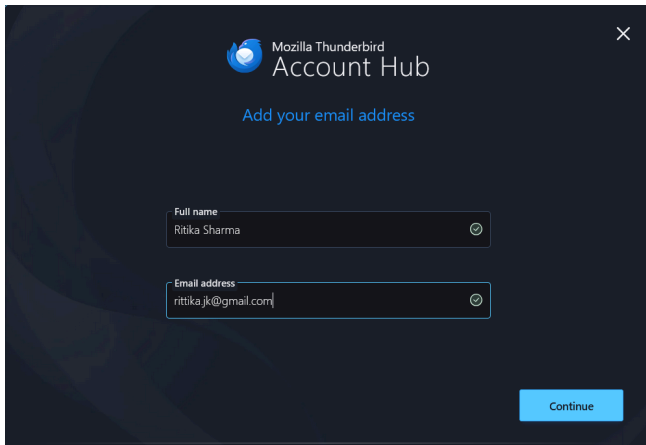 Mozilla Thunderbird
Account Hub
Add your email address
Full name
Ritika Sharma
Email address
rittika.jk@gmail.com
Continue